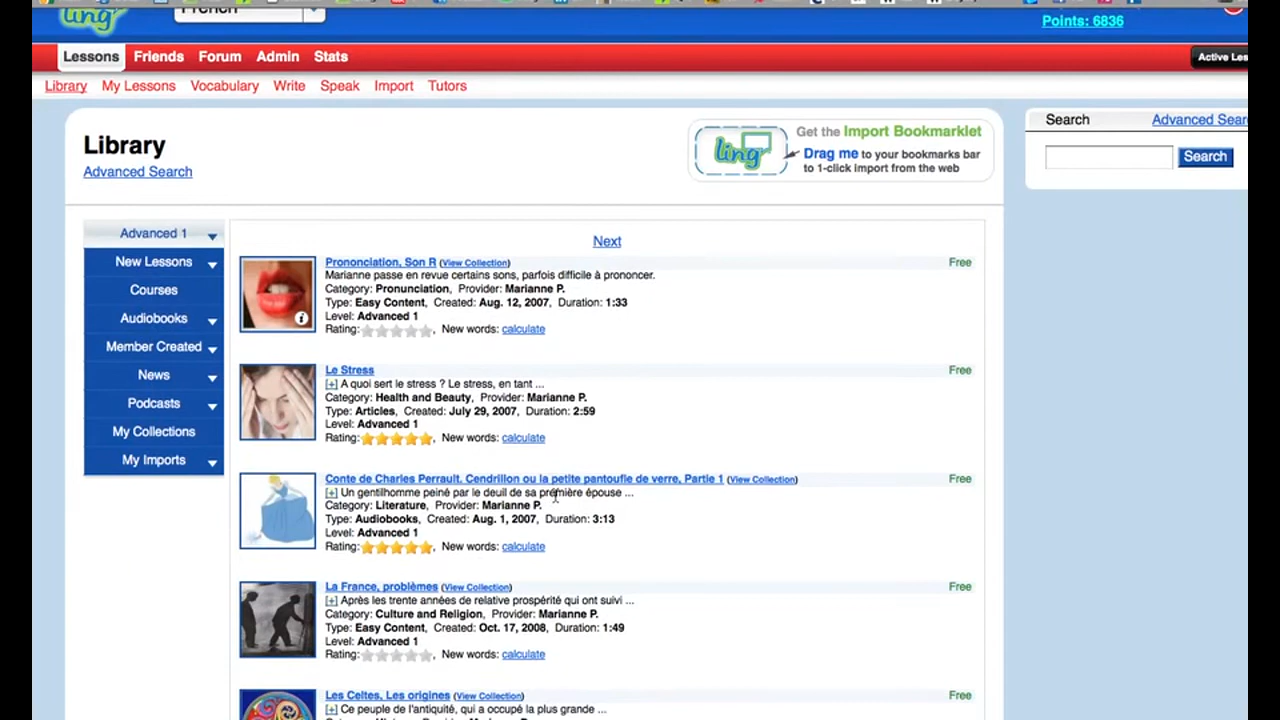 ling
French
Points: 6836
Lessons Friends Forum Admin Stats
Active Les
Library My Lessons Vocabulary Write Speak Import Tutors
Library
Advanced Search
ling
Get the Import Bookmarklet
Drag me to your bookmarks bar
to 1-click import from the web
Search Advanced Sear
Search
Advanced 1
New Lessons
Courses
Audiobooks
Member Created
News
Podcasts
My Collections
My Imports
Next
Prononciation, Son R (View Collection) Free
Marianne passe en revue certains sons, parfois difficile à prononcer.
Category: Pronunciation, Provider: Marianne P.
Type: Easy Content, Created: Aug. 12, 2007, Duration: 1:33
Level: Advanced 1
Rating: , New words: calculate
Le Stress Free
[+] A quoi sert le stress ? Le stress, en tant ...
Category: Health and Beauty, Provider: Marianne P.
Type: Articles, Created: July 29, 2007, Duration: 2:59
Level: Advanced 1
Rating: , New words: calculate
Conte de Charles Perrault. Cendrillon ou la petite pantoufle de verre, Partie 1 (View Collection) Free
[+] Un gentilhomme peiné par le deuil de sa première épouse ...
Category: Literature, Provider: Marianne P.
Type: Audiobooks, Created: Aug. 1, 2007, Duration: 3:13
Level: Advanced 1
Rating: , New words: calculate
La France, problèmes (View Collection) Free
[+] Après les trente années de relative prospérité qui ont suivi ...
Category: Culture and Religion, Provider: Marianne P.
Type: Easy Content, Created: Oct. 17, 2008, Duration: 1:49
Level: Advanced 1
Rating: , New words: calculate
Les Celtes, Les origines (View Collection) Free
[+] Ce peuple de l'antiquité, qui a occupé la plus grande ...